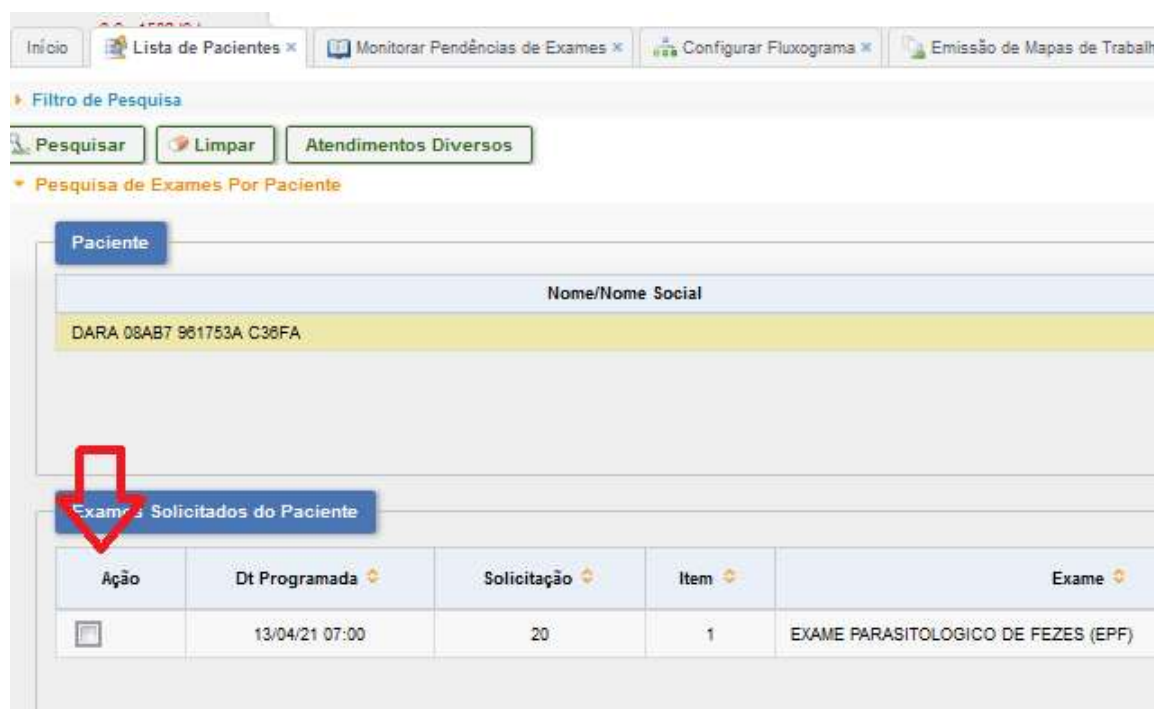 Início Lista de Pacientes × Monitorar Pendências de Exames × Configurar Fluxograma × Emissão de Mapas de Trabalh
Filtro de Pesquisa
Pesquisar Limpar Atendimentos Diversos
Pesquisa de Exames Por Paciente
Paciente
Nome/Nome Social
DARA 08AB7 961753A C36FA
Exames Solicitados do Paciente
Ação Dt Programada Solicitação Item Exame
13/04/21 07:00 20 1 EXAME PARASITOLOGICO DE FEZES (EPF)